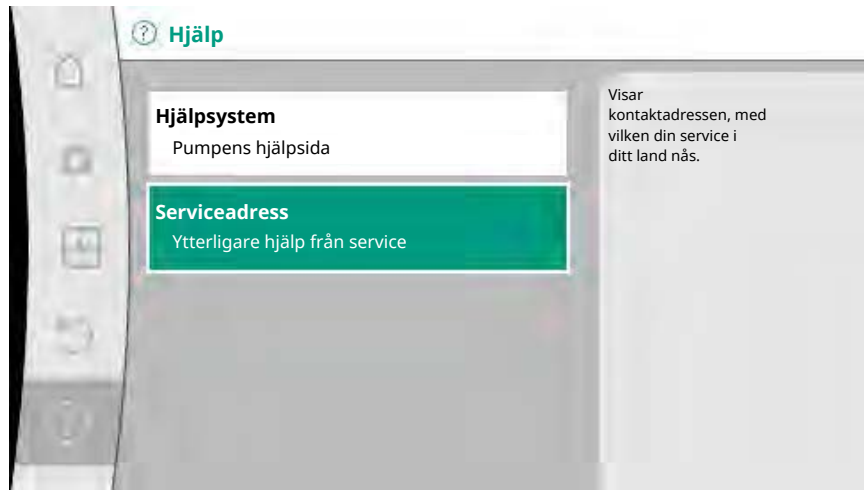 Hjälp
Hjälpsystem
Pumpens hjälpsida
Serviceadress
Ytterligare hjälp från service
Visar
kontaktadressen, med
vilken din service i
ditt land nås.